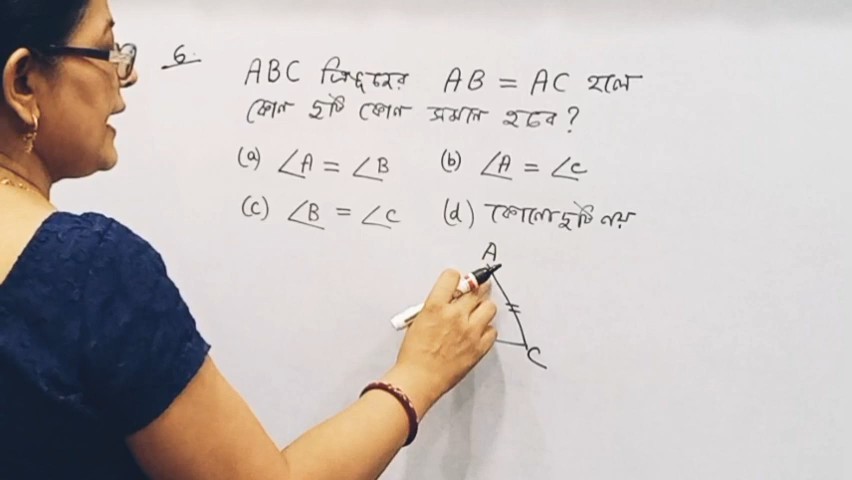 6.
ABC ত্রিভুজের AB = AC হলে
কোন দুটি কোন সমান হবে?
(a) ∠A = ∠B (b) ∠A = ∠C
(c) ∠B = ∠C (d) কোনো দুটি নয়
A
C